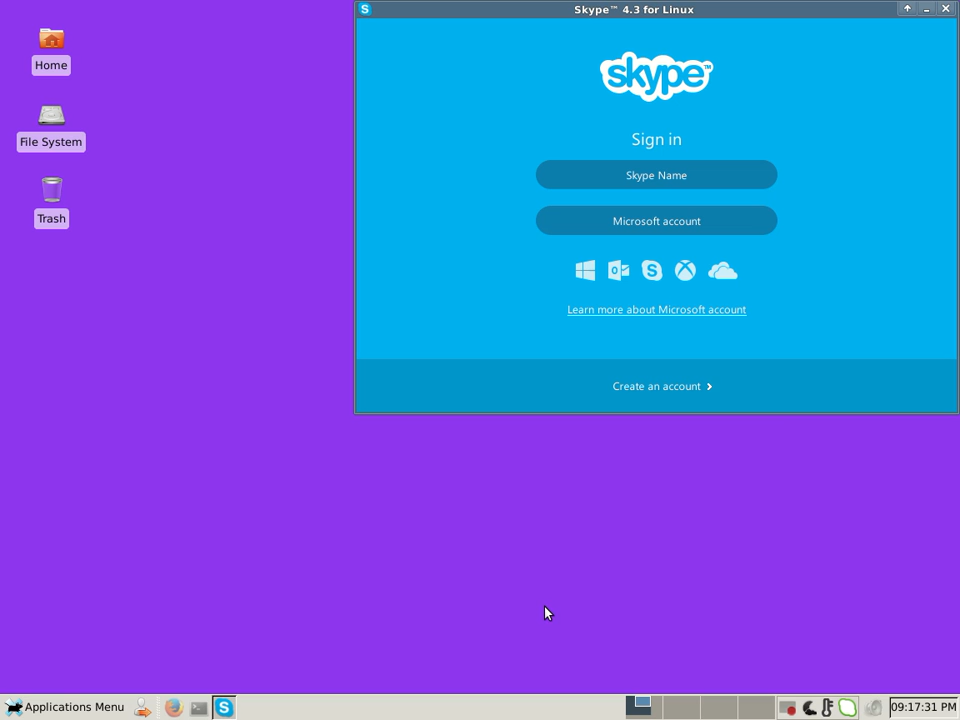 Skype™ 4.3 for Linux
Home
File System
Trash
skype™
Sign in
Skype Name
Microsoft account
Learn more about Microsoft account
Create an account
Applications Menu
09:17:31 PM